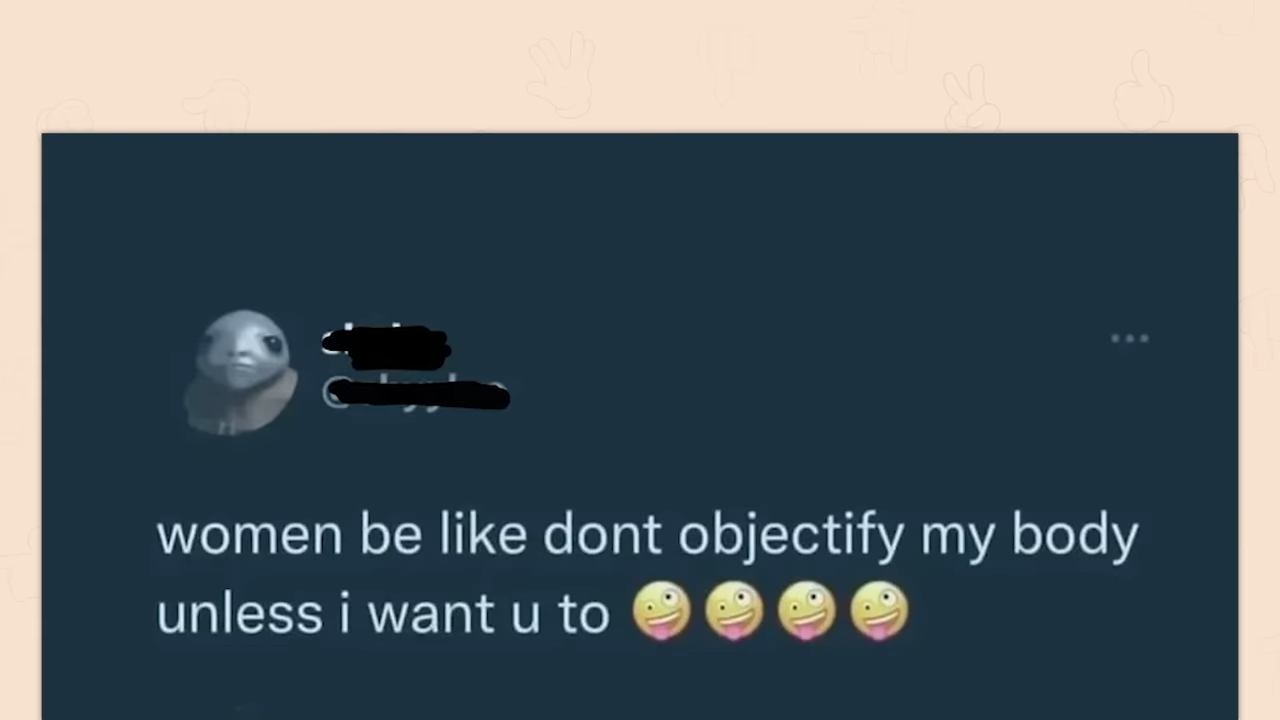 women be like dont objectify my body
unless i want u to 🤪🤪🤪🤪